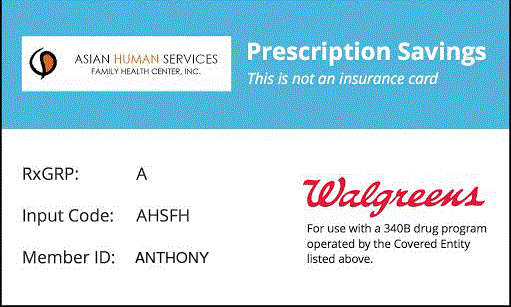 ASIAN HUMAN SERVICES
FAMILY HEALTH CENTER, INC.
Prescription Savings
This is not an insurance card
RxGRP: A
Input Code: AHSFH
Member ID: ANTHONY
Walgreens
For use with a 340B drug program
operated by the Covered Entity
listed above.